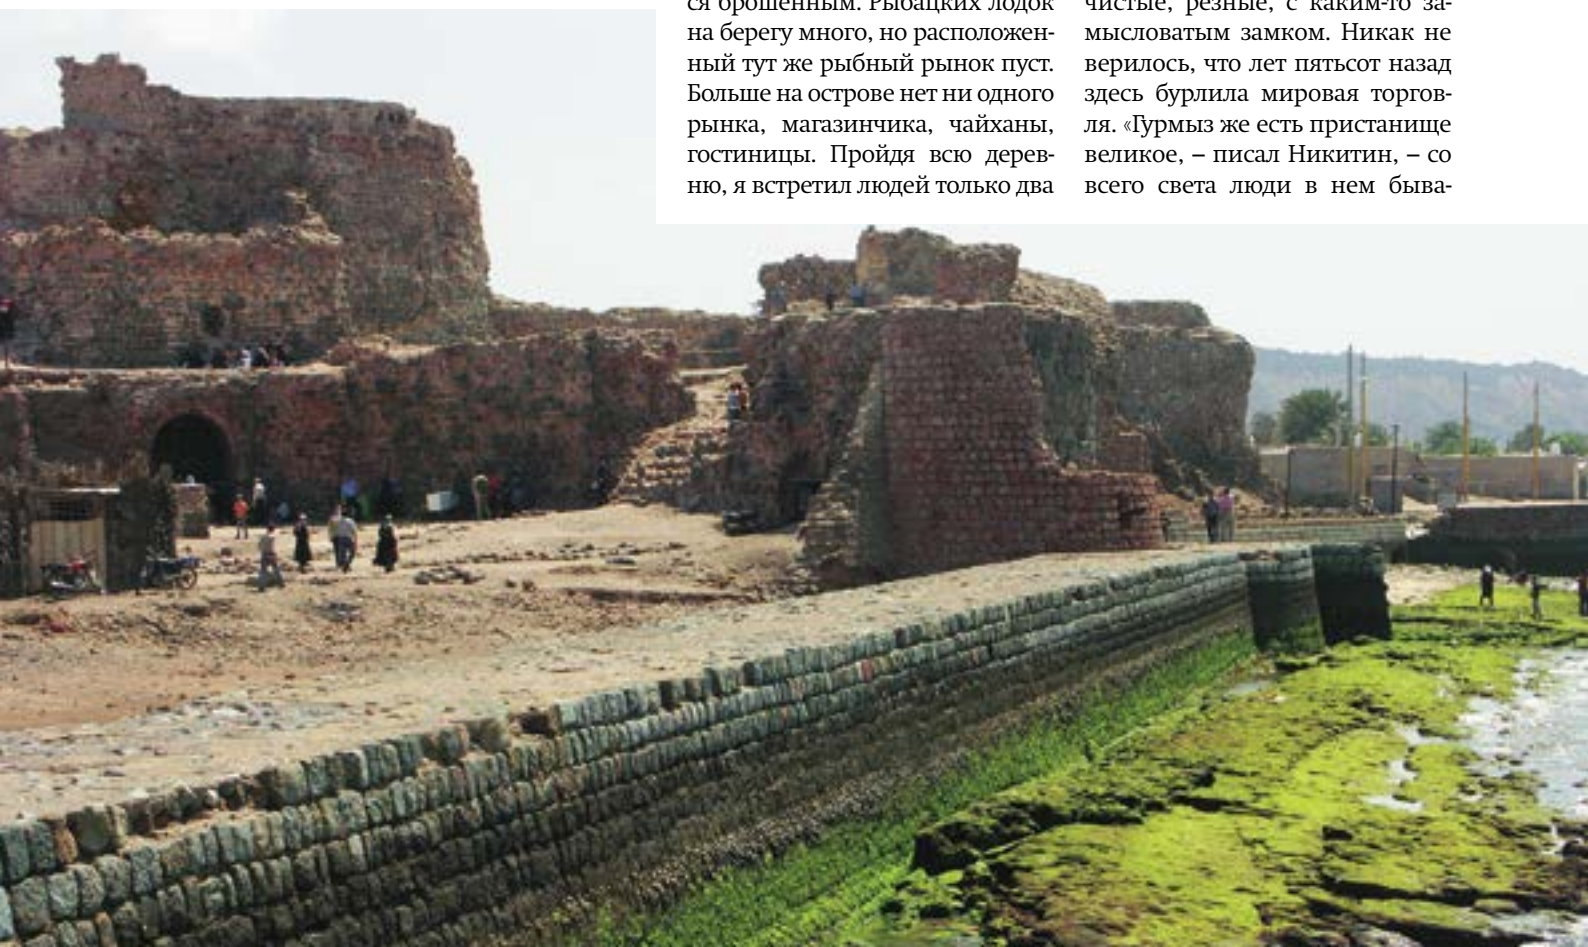 ся брошенным. Рыбацких лодок
на берегу много, но расположен-
ный тут же рыбный рынок пуст.
Больше на острове нет ни одного
рынка, магазинчика, чайханы,
гостиницы. Пройдя всю дерев-
ню, я встретил людей только два
чистые, резные, с каким-то за-
мысловатым замком. Никак не
верилось, что лет пятьсот назад
здесь бурлила мировая торгов-
ля. «Гурмыз же есть пристанище
великое, – писал Никитин, – со
всего света люди в нем быва-